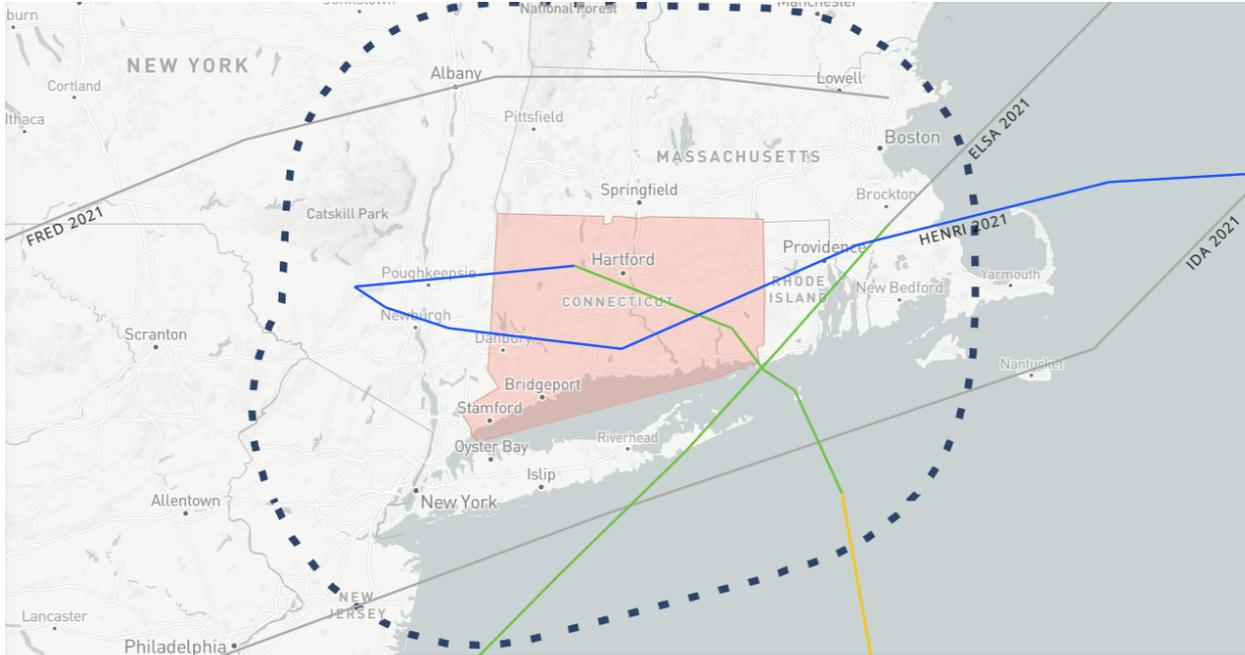 National Forest
Manchester
burn
NEW YORK
Albany
Lowell
Cortland
Ithaca
Pittsfield
Boston
ELSA 2021
MASSACHUSETTS
Springfield
Brockton
FRED 2021
Catskill Park
HENRI 2021
IDA 2021
Hartford
Providence
Poughkeepsie
Yarmouth
RHODE
ISLAND
New Bedford
CONNECTICUT
Newburgh
Scranton
Danbury
Nantucket
Bridgeport
Stamford
Riverhead
Oyster Bay
Islip
Allentown
New York
NEW
JERSEY
Lancaster
Philadelphia